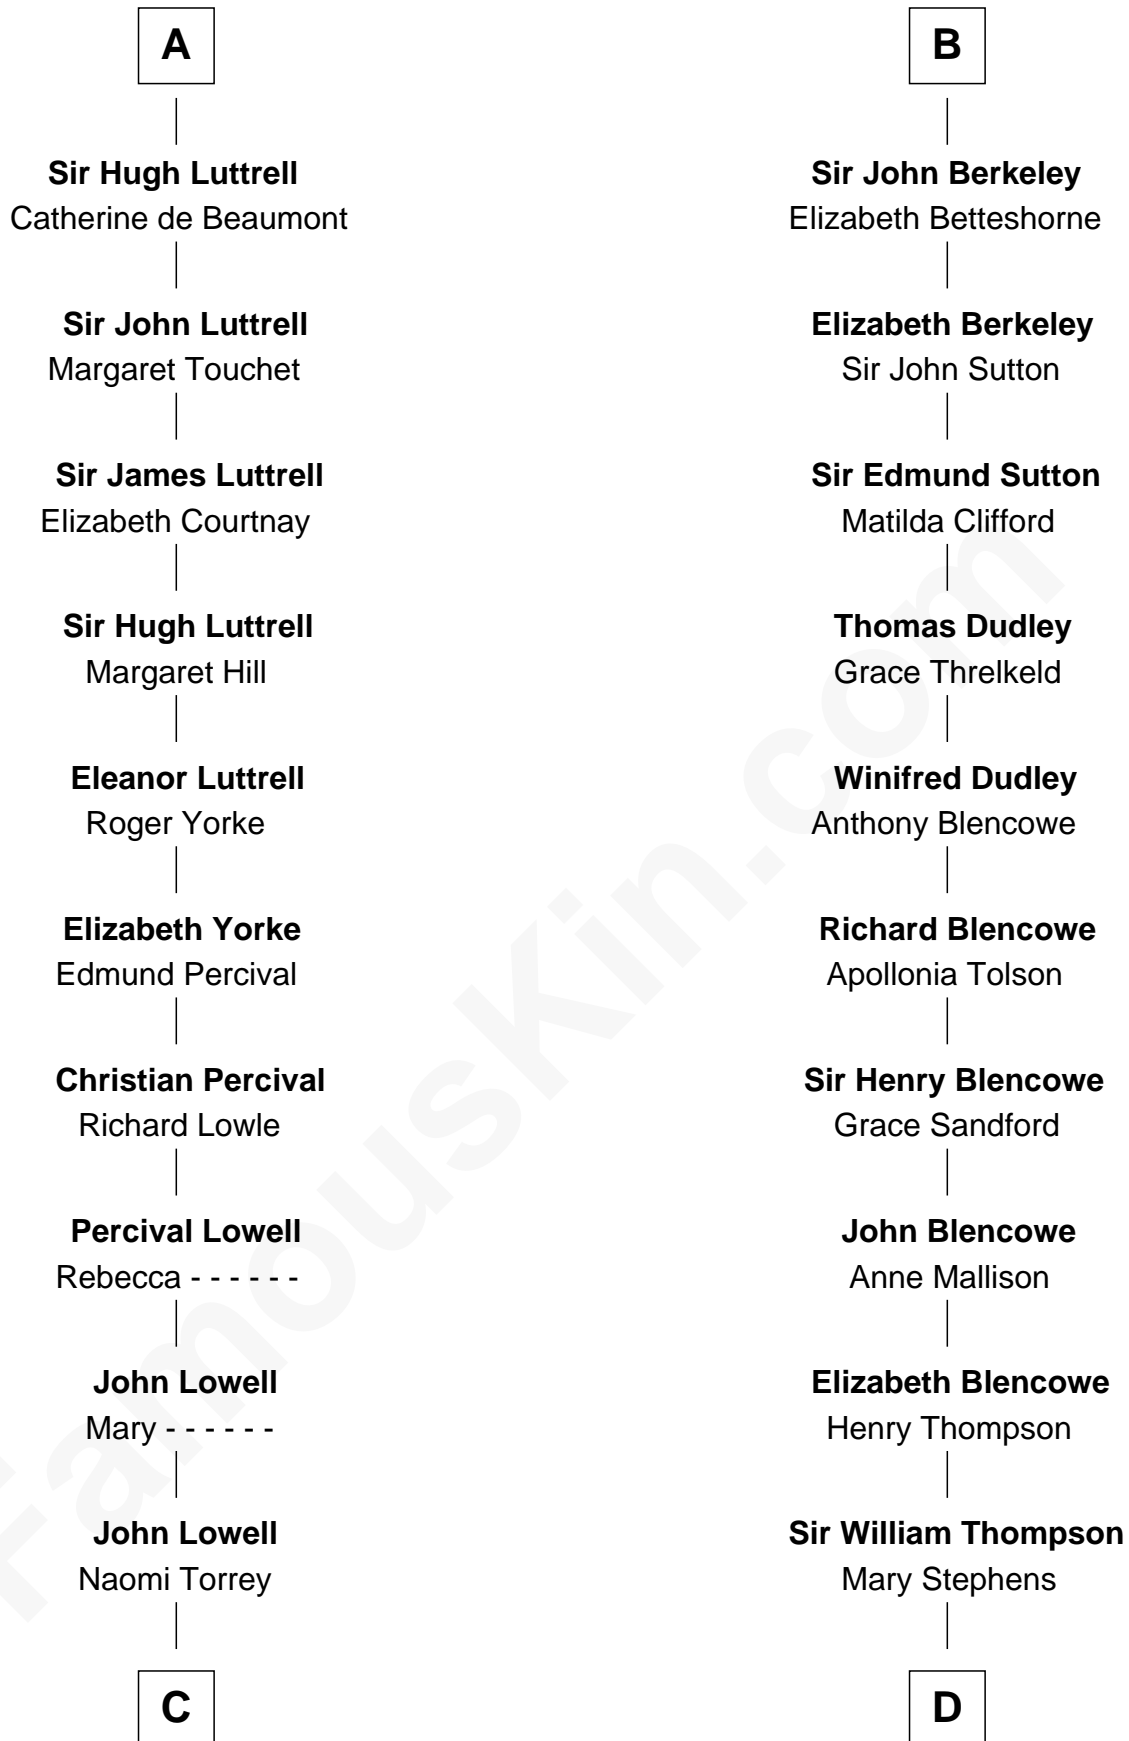 A
Sir Hugh Luttrell
Catherine de Beaumont
Sir John Luttrell
Margaret Touchet
Sir James Luttrell
Elizabeth Courtnay
Sir Hugh Luttrell
Margaret Hill
Eleanor Luttrell
Roger Yorke
Elizabeth Yorke
Edmund Percival
Christian Percival
Richard Lowle
Percival Lowell
Rebecca - - - - - -
John Lowell
Mary - - - - - -
John Lowell
Naomi Torrey
C
B
Sir John Berkeley
Elizabeth Betteshorne
Elizabeth Berkeley
Sir John Sutton
Sir Edmund Sutton
Matilda Clifford
Thomas Dudley
Grace Threlkeld
Winifred Dudley
Anthony Blencowe
Richard Blencowe
Apollonia Tolson
Sir Henry Blencowe
Grace Sandford
John Blencowe
Anne Mallison
Elizabeth Blencowe
Henry Thompson
Sir William Thompson
Mary Stephens
D
FamousKin.com